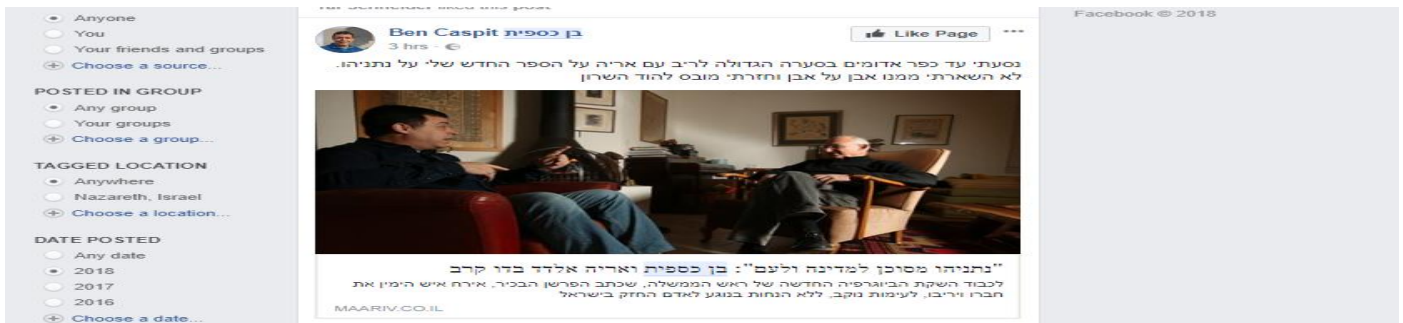 Anyone
You
Your friends and groups
Choose a source...
POSTED IN GROUP
Any group
Your groups
Choose a group...
TAGGED LOCATION
Anywhere
Nazareth, Israel
Choose a location...
DATE POSTED
Any date
2018
2017
2016
Choose a date...
liked this post
Ben Caspit בן כספית
3 hrs ·
Like Page
נסעתי עד כפר אדומים בסערה הגדולה לריב עם אריה על הספר החדש שלי על נתניהו.
לא השארתי ממנו אבן על אבן וחזרתי מובס להוד השרון
"נתניהו מסוכן למדינה ולעם": בן כספית ואריה אלדד בדו קרב
לכבוד השקת הביוגרפיה החדשה של ראש הממשלה, שכתב הפרשן הבכיר, אירח איש הימין את
חברו ויריבו, לעימות נוקב, ללא הנחות בנוגע לאדם החזק בישראל
MAARIV.CO.IL
Facebook © 2018